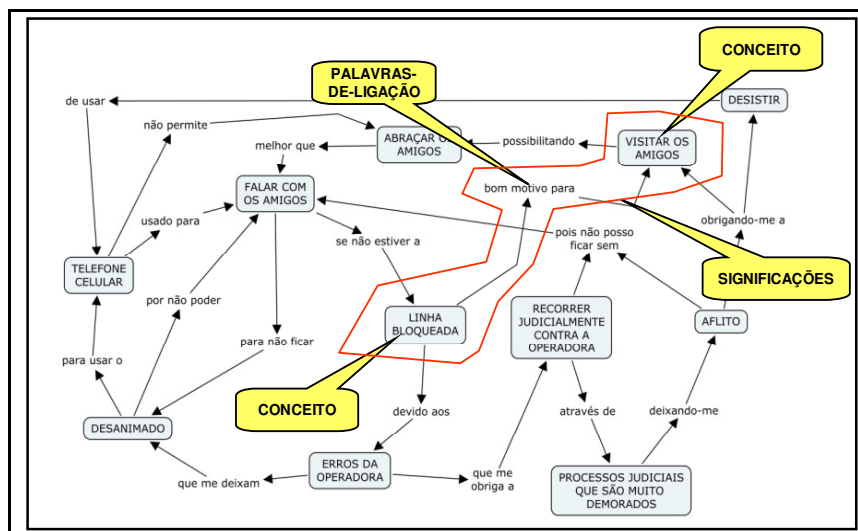 CONCEITO
PALAVRAS-
DE-LIGAÇÃO
de usar
DESISTIR
não permite
ABRAÇAR OS
AMIGOS
possibilitando
VISITAR OS
AMIGOS
melhor que
FALAR COM
OS AMIGOS
bom motivo para
usado para
obrigando-me a
se não estiver a
pois não posso
ficar sem
TELEFONE
CELULAR
SIGNIFICAÇÕES
por não poder
LINHA
BLOQUEADA
RECORRER
JUDICIALMENTE
CONTRA A
OPERADORA
AFLITO
para não ficar
para usar o
CONCEITO
devido aos
através de
deixando-me
DESANIMADO
ERROS DA
OPERADORA
que me deixam
que me
obriga a
PROCESSOS JUDICIAIS
QUE SÃO MUITO
DEMORADOS